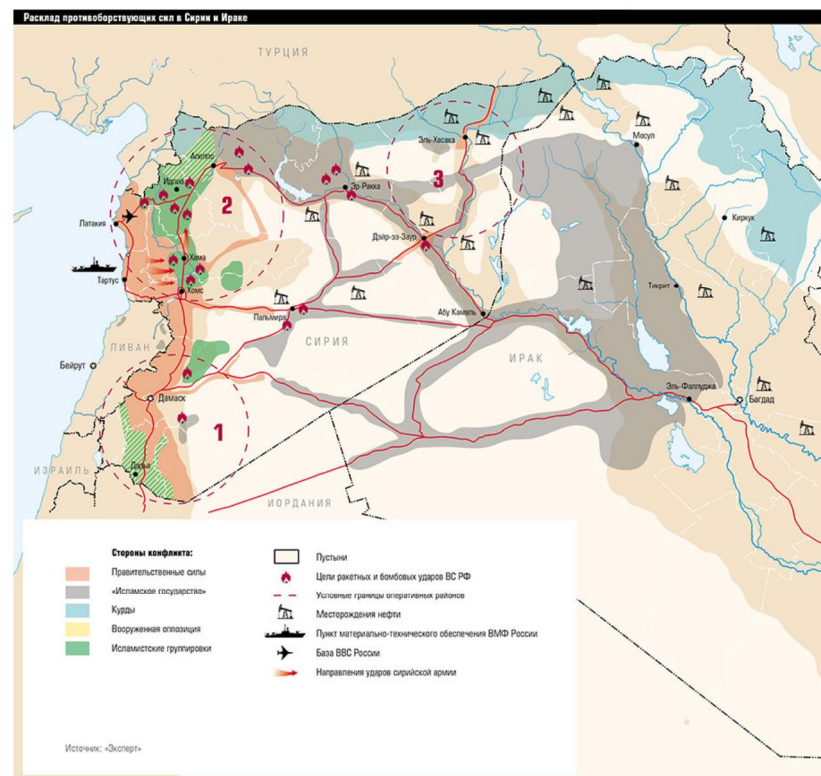 Расклад противоборствующих сил в Сирии и Ираке
ТУРЦИЯ
Эль-Хасака
Мосул
Алеппо
Идлиб
3
Эр-Ракка
2
Киркук
Латакия
Дэйр-эз-Заур
Хама
Тартус
Хомс
Тикрит
Пальмира
Абу Камаль
ЛИВАН
СИРИЯ
ИРАК
Бейрут
Эль-Фаллуджа
Дамаск
Багдад
1
ИЗРАИЛЬ
Даръа
ИОРДАНИЯ
Стороны конфликта:
Правительственные силы
«Исламское государство»
Курды
Вооруженная оппозиция
Исламистские группировки
Пустыни
Цели ракетных и бомбовых ударов ВС РФ
Условные границы оперативных районов
Месторождения нефти
Пункт материально-технического обеспечения ВМФ России
База ВВС России
Направления ударов сирийской армии
Источник: «Эксперт»